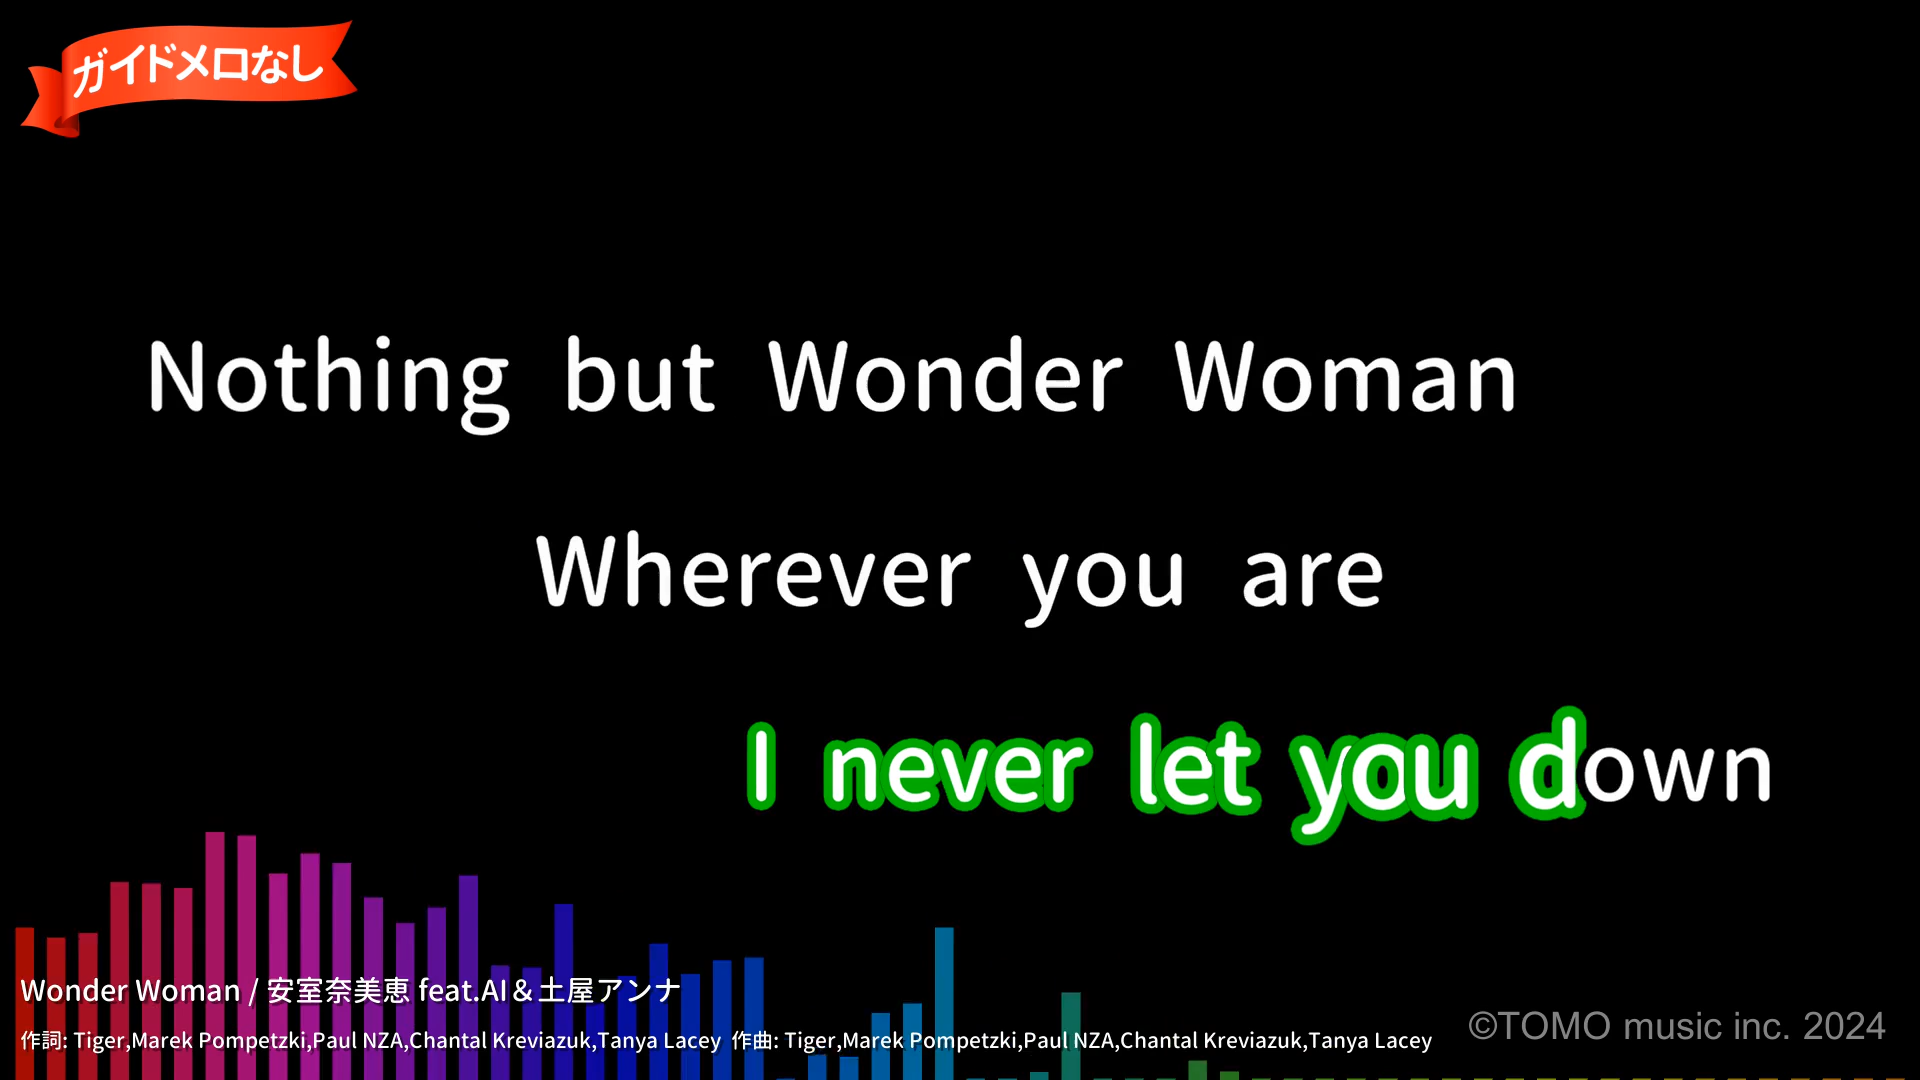 ガイドメロなし
Nothing but Wonder Woman
Wherever you are
I never let you down
Wonder Woman / 安室奈美恵 feat.AI＆土屋アンナ
作詞: Tiger,Marek Pompetzki,Paul NZA,Chantal Kreviazuk,Tanya Lacey 作曲: Tiger,Marek Pompetzki,Paul NZA,Chantal Kreviazuk,Tanya Lacey
©TOMO music inc. 2024